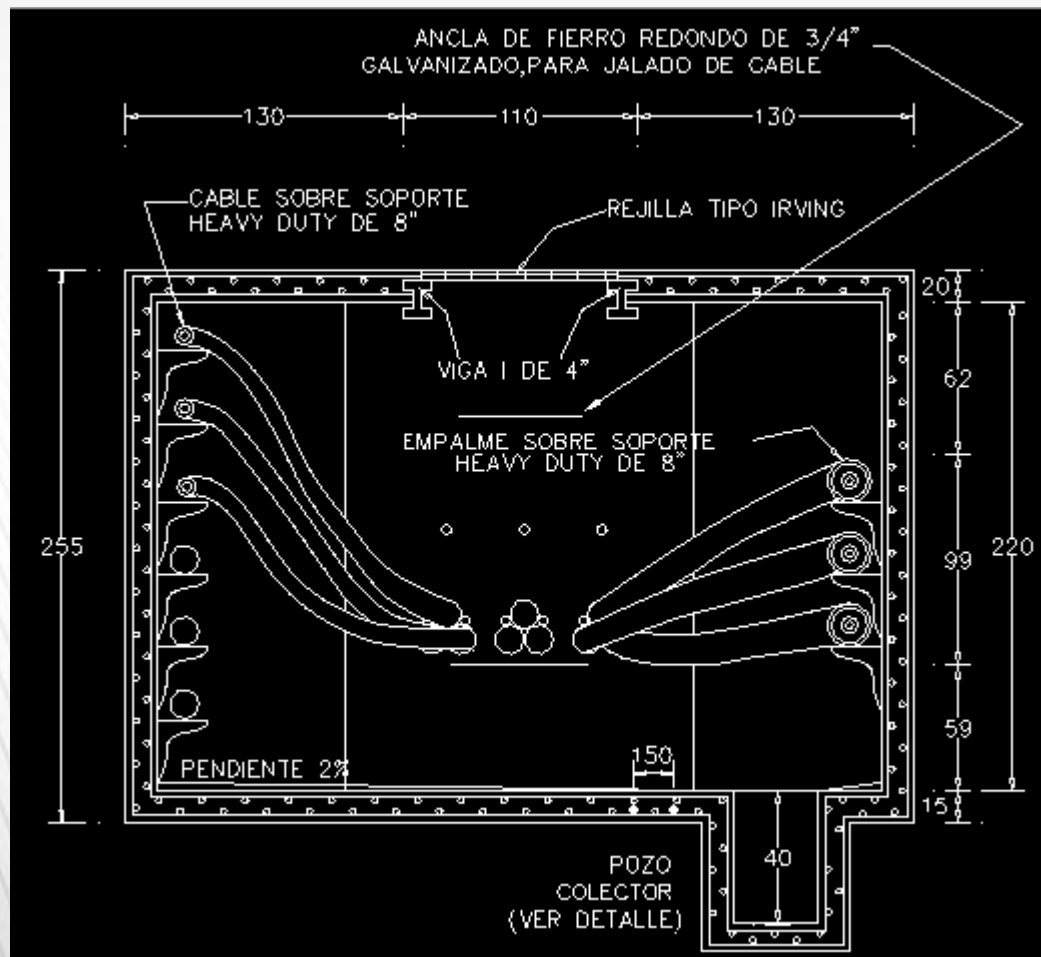 ANCLA DE FIERRO REDONDO DE 3/4"
GALVANIZADO,PARA JALADO DE CABLE
130
110
130
CABLE SOBRE SOPORTE
HEAVY DUTY DE 8"
REJILLA TIPO IRVING
20
VIGA I DE 4"
62
EMPALME SOBRE SOPORTE
HEAVY DUTY DE 8"
255
99
220
59
150
PENDIENTE 2%
15
40
POZO
COLECTOR
(VER DETALLE)